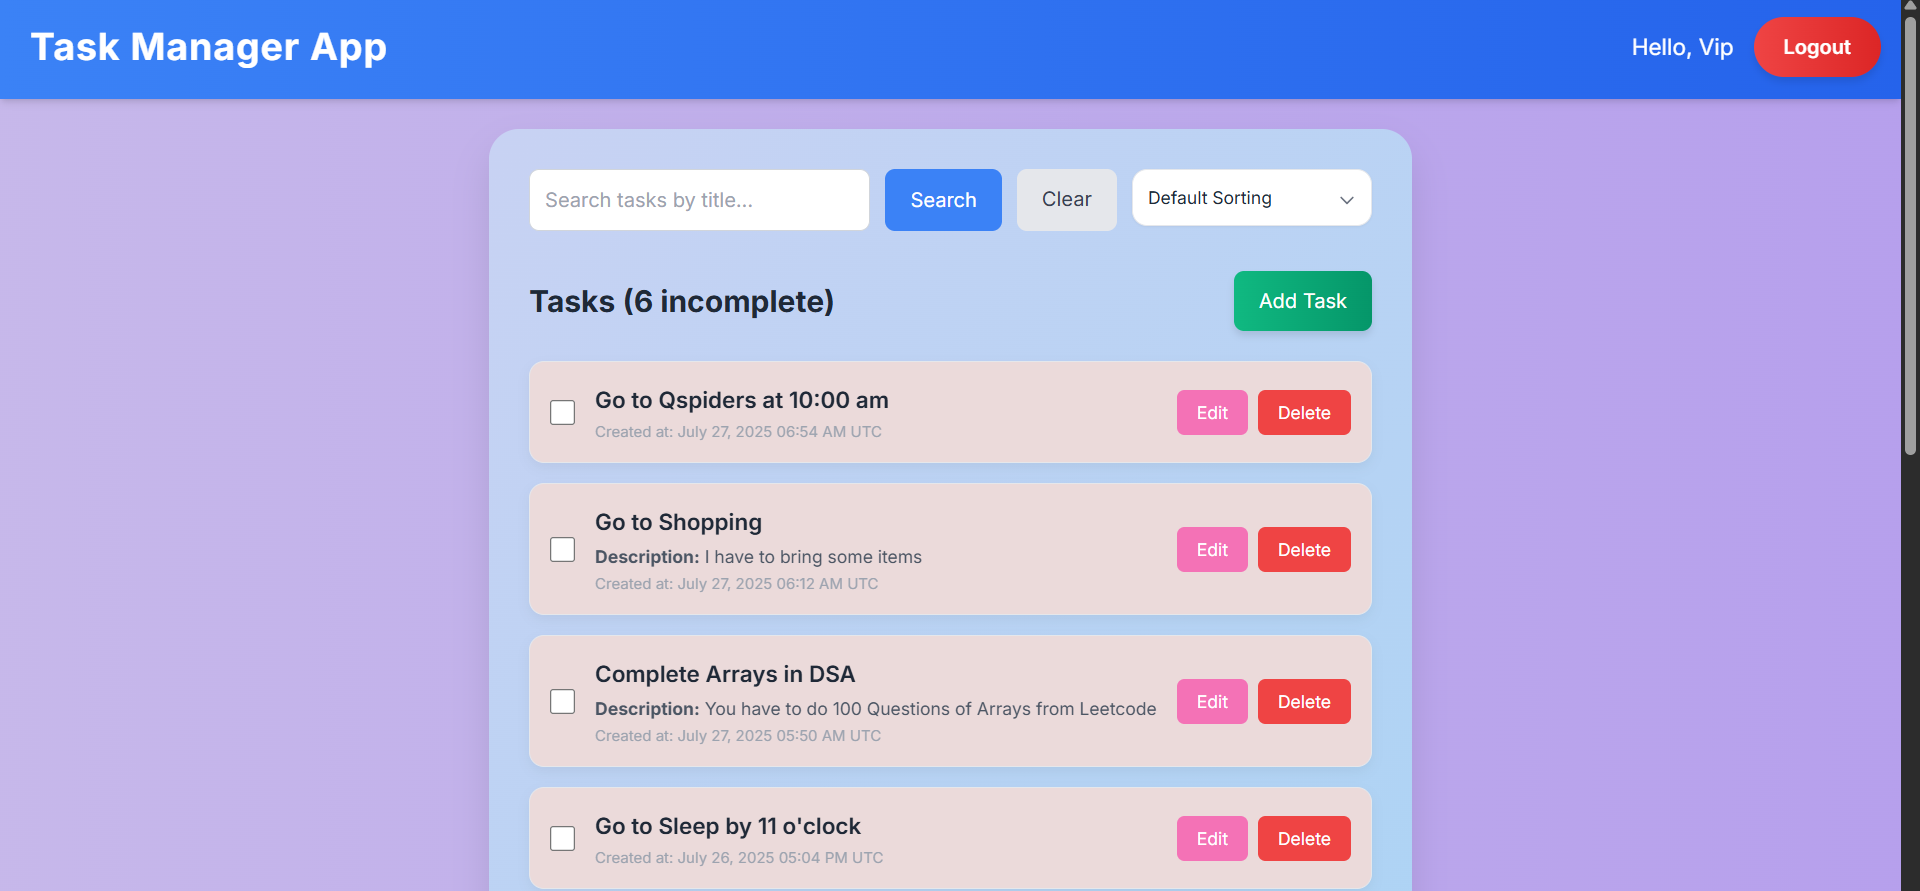 Task Manager App
Hello, Vip
Logout
Search tasks by title...
Search
Clear
Default Sorting
Tasks (6 incomplete)
Add Task
Go to Qspiders at 10:00 am
Created at: July 27, 2025 06:54 AM UTC
Edit
Delete
Go to Shopping
Description: I have to bring some items
Created at: July 27, 2025 06:12 AM UTC
Edit
Delete
Complete Arrays in DSA
Description: You have to do 100 Questions of Arrays from Leetcode
Created at: July 27, 2025 05:50 AM UTC
Edit
Delete
Go to Sleep by 11 o'clock
Created at: July 26, 2025 05:04 PM UTC
Edit
Delete